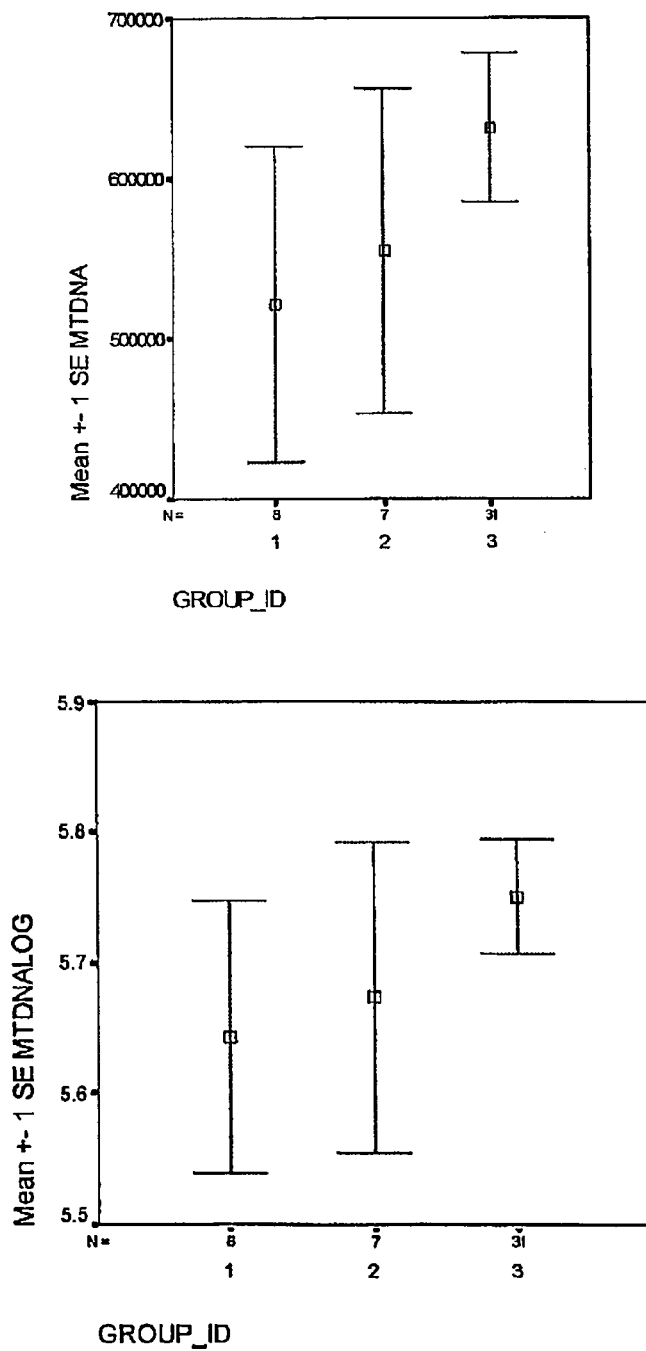 700000
600000
500000
400000
Mean +- 1 SE MTDNA
N= 8 7 31
1 2 3
GROUP_ID
5.9
5.8
5.7
5.6
5.5
Mean +- 1 SE MTDNALOG
N= 8 7 31
1 2 3
GROUP_ID